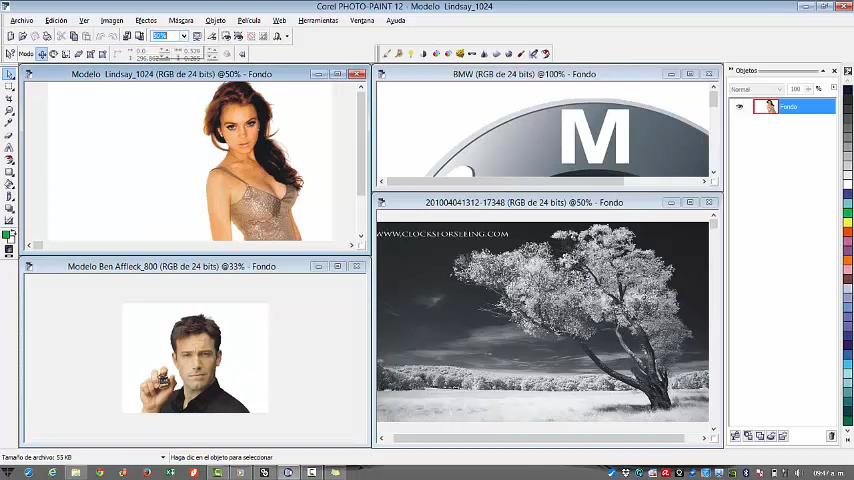 Corel PHOTO-PAINT 12 - Modelo Lindsay_1024
Archivo Edición Ver Imagen Efectos Máscara Objeto Película Web Herramientas Ventana Ayuda
50%
Modo
Modelo Lindsay_1024 (RGB de 24 bits) @50% - Fondo
BMW (RGB de 24 bits) @100% - Fondo
M
Objetos
Normal 100 %
Fondo
201004041312-17348 (RGB de 24 bits) @50% - Fondo
WWW.CLOCKSFORSEEING.COM
Modelo Ben Affleck_800 (RGB de 24 bits) @33% - Fondo
Tamaño de archivo: 55 KB
Haga clic en el objeto para seleccionar
09:47 a. m.